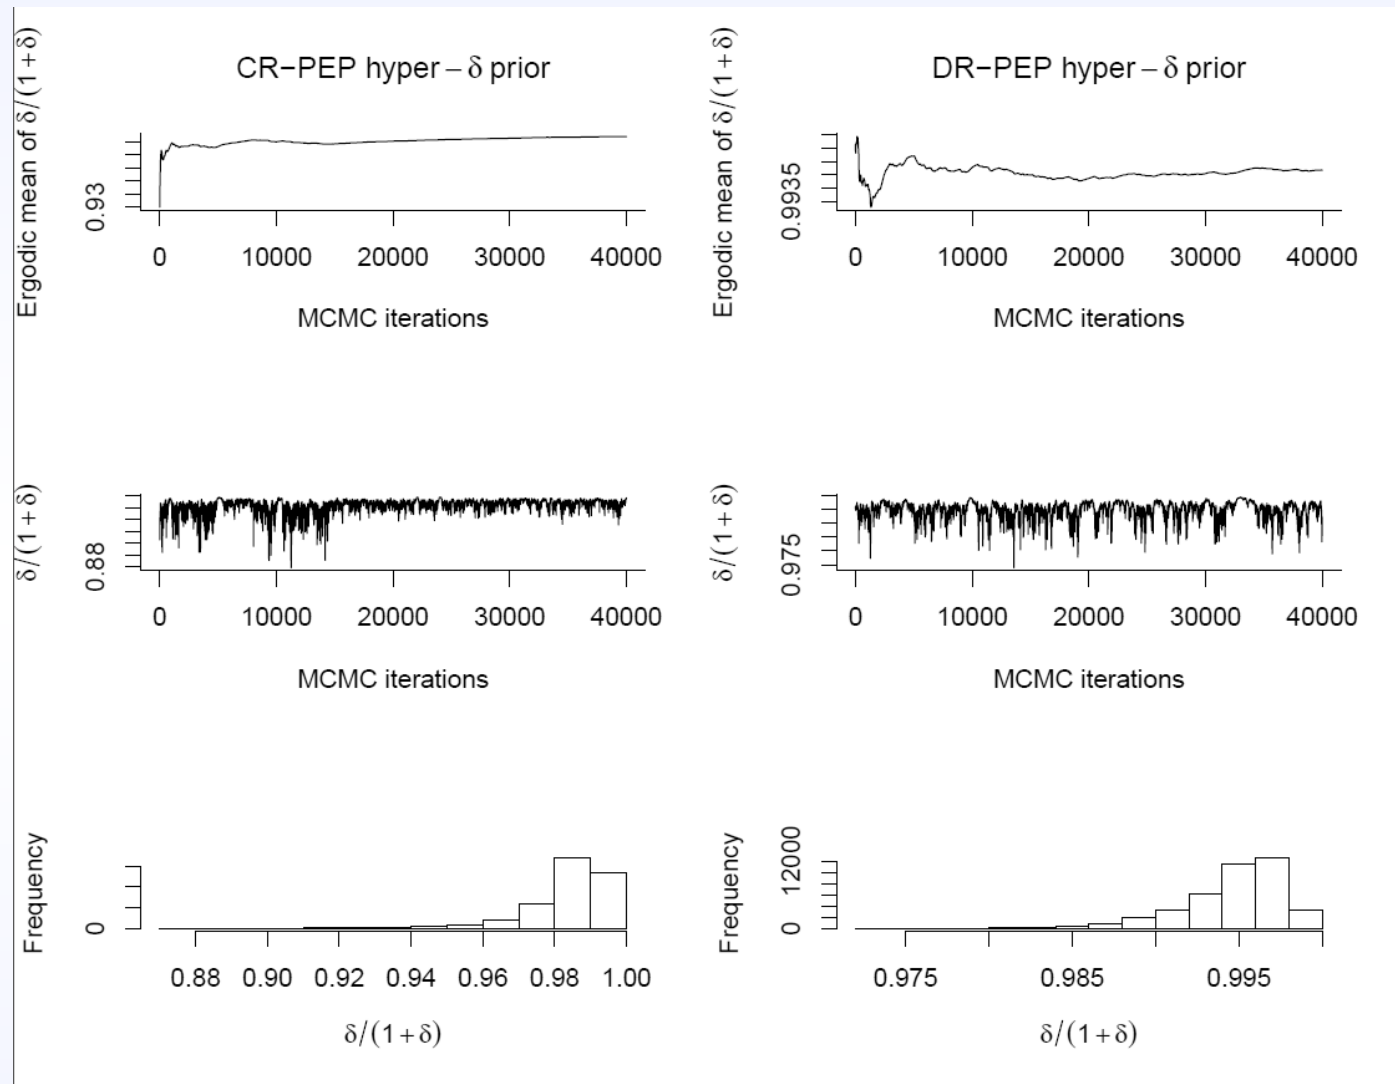 CR−PEP hyper − δ prior
Ergodic mean of δ/(1+δ)
0.93
0 10000 20000 30000 40000
MCMC iterations
DR−PEP hyper − δ prior
Ergodic mean of δ/(1+δ)
0.9935
0 10000 20000 30000 40000
MCMC iterations
δ/(1+δ)
0.88
0 10000 20000 30000 40000
MCMC iterations
δ/(1+δ)
0.975
0 10000 20000 30000 40000
MCMC iterations
Frequency
0
0.88 0.90 0.92 0.94 0.96 0.98 1.00
δ/(1+δ)
Frequency
0 12000
0.975 0.985 0.995
δ/(1+δ)